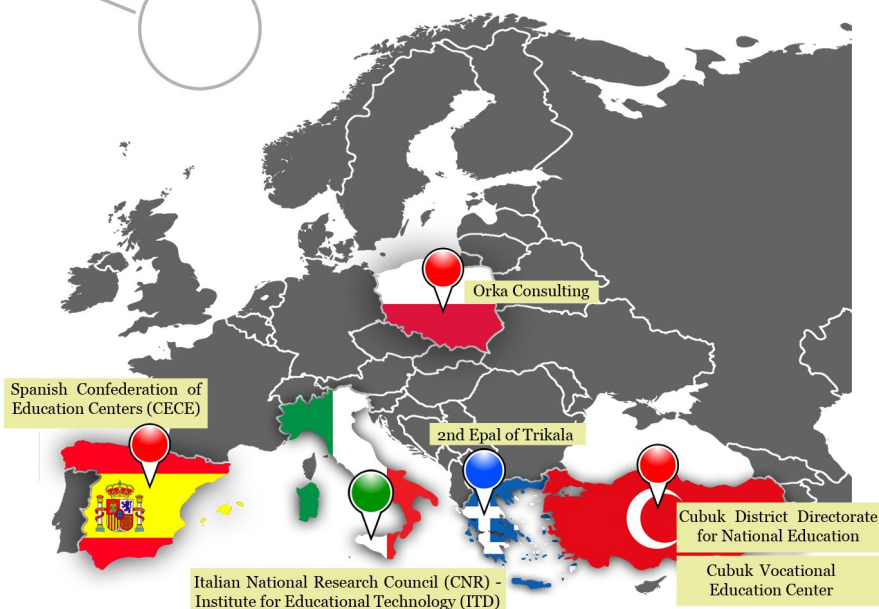 Orka Consulting
Spanish Confederation of
Education Centers (CECE)
2nd Epal of Trikala
Cubuk District Directorate
for National Education
Cubuk Vocational
Education Center
Italian National Research Council (CNR) -
Institute for Educational Technology (ITD)